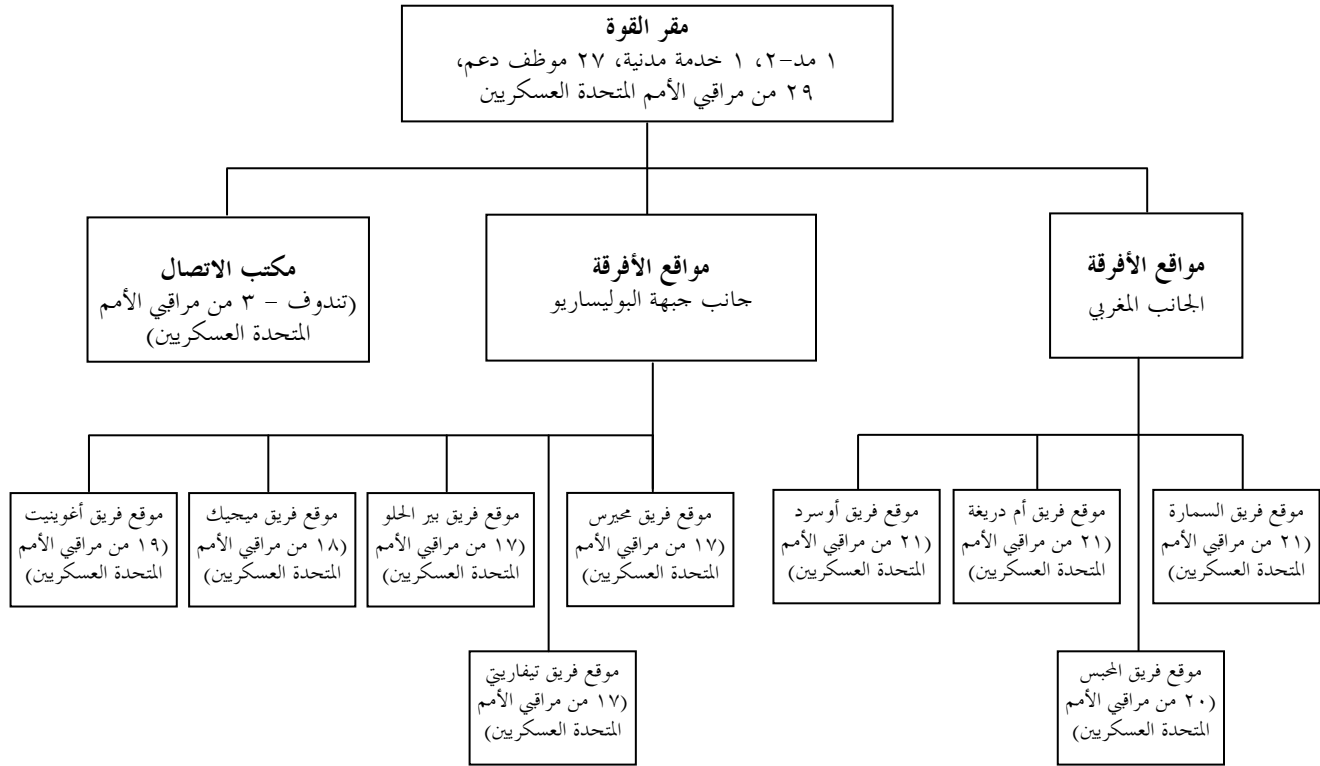 مقر القوة
١ مد-٢، ١ خدمة مدنية، ٢٧ موظف دعم،
٢٩ من مراقبي الأمم المتحدة العسكريين
مواقع الأفرقة
الجانب المغربي
مواقع الأفرقة
جانب جبهة البوليساريو
مكتب الاتصال
(تندوف - ٣ من مراقبي الأمم
المتحدة العسكريين)
موقع فريق السمارة
(٢١ من مراقبي الأمم
المتحدة العسكريين)
موقع فريق أم دريغة
(٢١ من مراقبي الأمم
المتحدة العسكريين)
موقع فريق أوسرد
(٢١ من مراقبي الأمم
المتحدة العسكريين)
موقع فريق محيرس
(١٧ من مراقبي الأمم
المتحدة العسكريين)
موقع فريق بير الحلو
(١٧ من مراقبي الأمم
المتحدة العسكريين)
موقع فريق ميجيك
(١٨ من مراقبي الأمم
المتحدة العسكريين)
موقع فريق أغوينيت
(١٩ من مراقبي الأمم
المتحدة العسكريين)
موقع فريق المحبس
(٢٠ من مراقبي الأمم
المتحدة العسكريين)
موقع فريق تيفاريتي
(١٧ من مراقبي الأمم
المتحدة العسكريين)